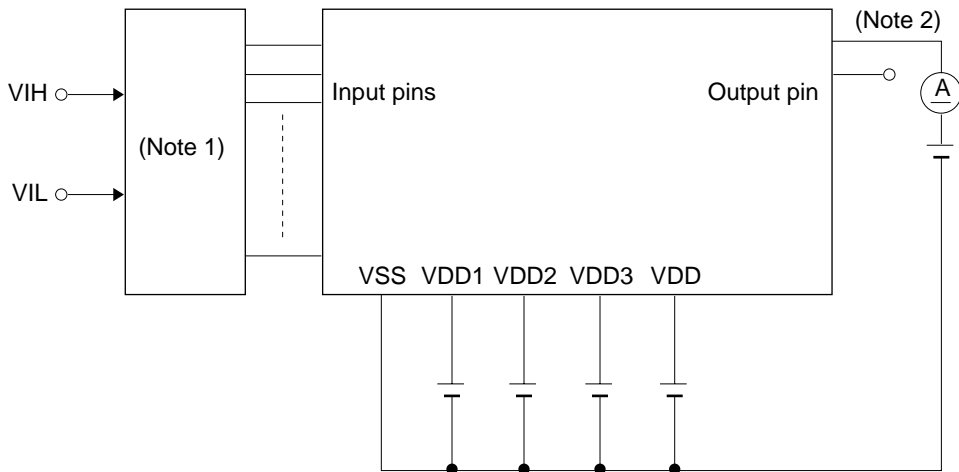 (Note 2)
VIH
Input pins
Output pin
A
(Note 1)
VIL
VSS VDD1 VDD2 VDD3 VDD